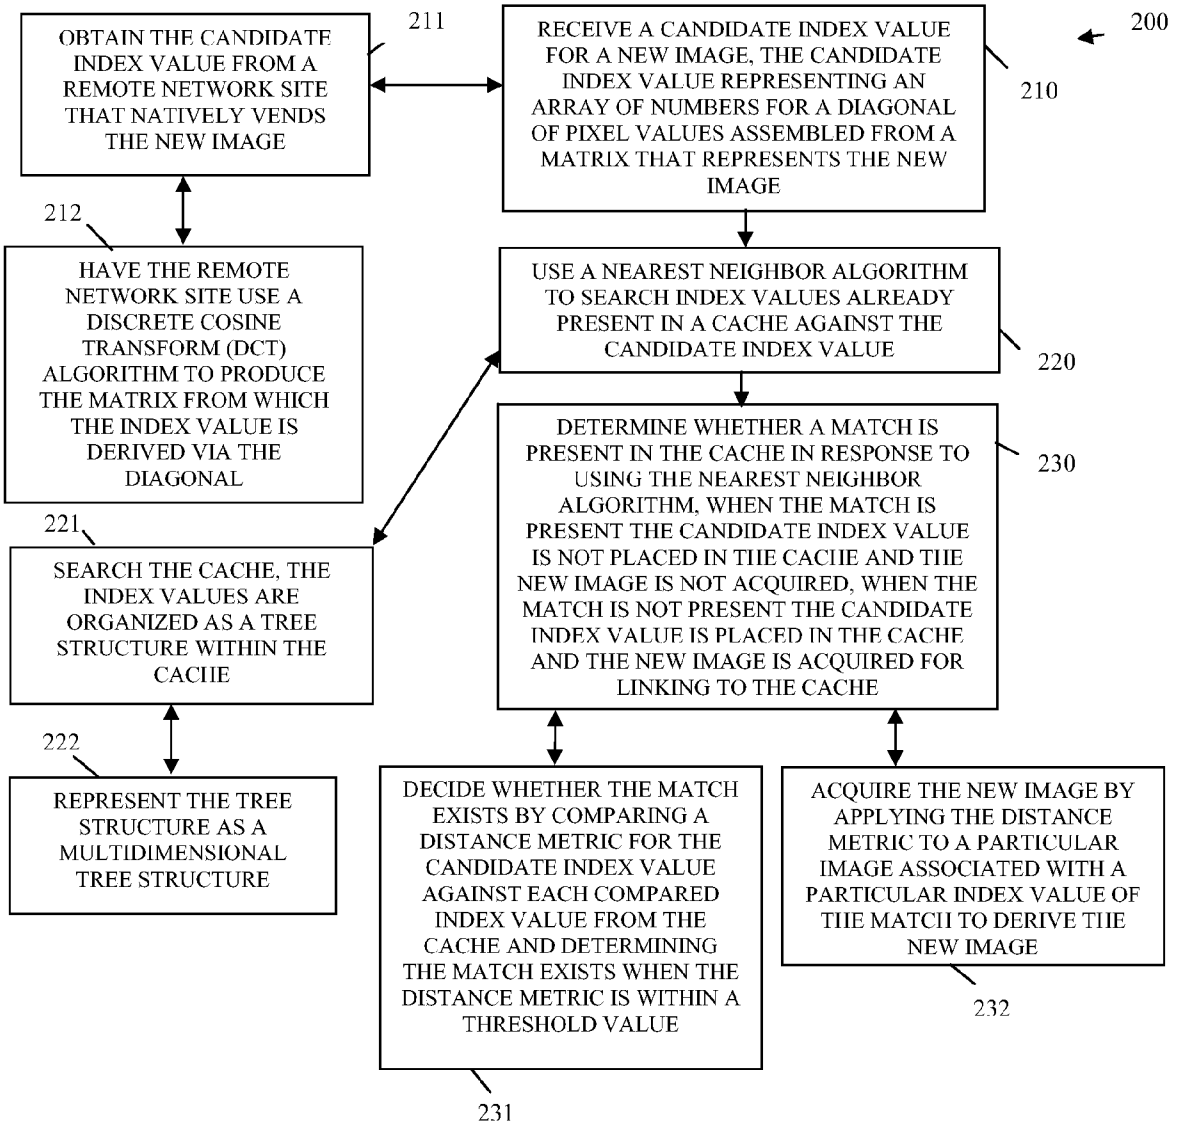 200
211
OBTAIN THE CANDIDATE
INDEX VALUE FROM A
REMOTE NETWORK SITE
THAT NATIVELY VENDS
THE NEW IMAGE
210
RECEIVE A CANDIDATE INDEX VALUE
FOR A NEW IMAGE, THE CANDIDATE
INDEX VALUE REPRESENTING AN
ARRAY OF NUMBERS FOR A DIAGONAL
OF PIXEL VALUES ASSEMBLED FROM A
MATRIX THAT REPRESENTS THE NEW
IMAGE
212
HAVE THE REMOTE
NETWORK SITE USE A
DISCRETE COSINE
TRANSFORM (DCT)
ALGORITHM TO PRODUCE
THE MATRIX FROM WHICH
THE INDEX VALUE IS
DERIVED VIA THE
DIAGONAL
USE A NEAREST NEIGHBOR ALGORITHM
TO SEARCH INDEX VALUES ALREADY
PRESENT IN A CACHE AGAINST THE
CANDIDATE INDEX VALUE
220
221
SEARCH THE CACHE, THE
INDEX VALUES ARE
ORGANIZED AS A TREE
STRUCTURE WITHIN THE
CACHE
DETERMINE WHETHER A MATCH IS
PRESENT IN THE CACHE IN RESPONSE TO
USING THE NEAREST NEIGHBOR
ALGORITHM, WHEN THE MATCH IS
PRESENT THE CANDIDATE INDEX VALUE
IS NOT PLACED IN THE CACHE AND THE
NEW IMAGE IS NOT ACQUIRED, WHEN THE
MATCH IS NOT PRESENT THE CANDIDATE
INDEX VALUE IS PLACED IN THE CACHE
AND THE NEW IMAGE IS ACQUIRED FOR
LINKING TO THE CACHE
230
222
REPRESENT THE TREE
STRUCTURE AS A
MULTIDIMENSIONAL
TREE STRUCTURE
DECIDE WHETHER THE MATCH
EXISTS BY COMPARING A
DISTANCE METRIC FOR THE
CANDIDATE INDEX VALUE
AGAINST EACH COMPARED
INDEX VALUE FROM THE
CACHE AND DETERMINING
THE MATCH EXISTS WHEN THE
DISTANCE METRIC IS WITHIN A
THRESHOLD VALUE
231
ACQUIRE THE NEW IMAGE BY
APPLYING THE DISTANCE
METRIC TO A PARTICULAR
IMAGE ASSOCIATED WITH A
PARTICULAR INDEX VALUE OF
THE MATCH TO DERIVE THE
NEW IMAGE
232